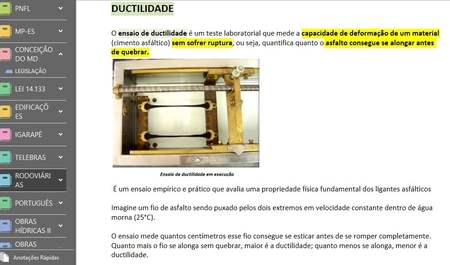 PNFL
MP-ES
CONCEIÇÃO
DO MD
LEGISLAÇÃO
LEI 14.133
EDIFICAÇÕ
ES
IGARAPÉ
TELEBRAS
RODOVIÁRI
AS
PORTUGUÊS
OBRAS
HÍDRICAS II
OBRAS
Anotações Rápidas
DUCTILIDADE
O ensaio de ductilidade é um teste laboratorial que mede a capacidade de deformação de um material
(cimento asfáltico) sem sofrer ruptura, ou seja, quantifica quanto o asfalto consegue se alongar antes
de quebrar.
Ensaio de ductilidade em execução
É um ensaio empírico e prático que avalia uma propriedade física fundamental dos ligantes asfálticos
Imagine um fio de asfalto sendo puxado pelos dois extremos em velocidade constante dentro de água
morna (25°C).
O ensaio mede quantos centímetros esse fio consegue se esticar antes de se romper completamente.
Quanto mais o fio se alonga sem quebrar, maior é a ductilidade; quanto menos se alonga, menor é a
ductilidade.